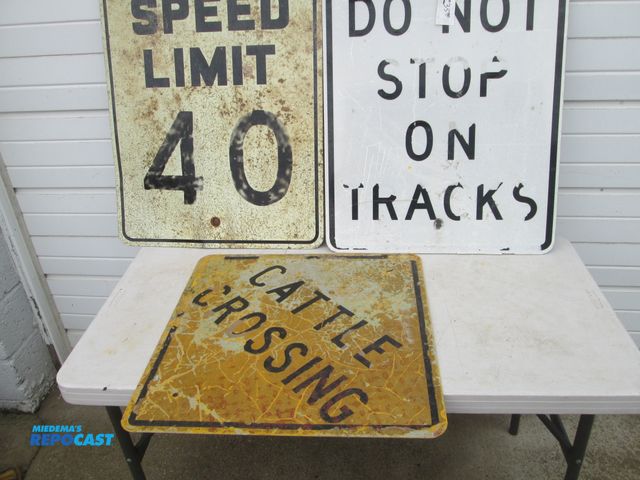 SPEED
LIMIT
40
DO NOT
STOP
ON
TRACKS
CATTLE
CROSSING
MIEDEMA'S
REPOCAST